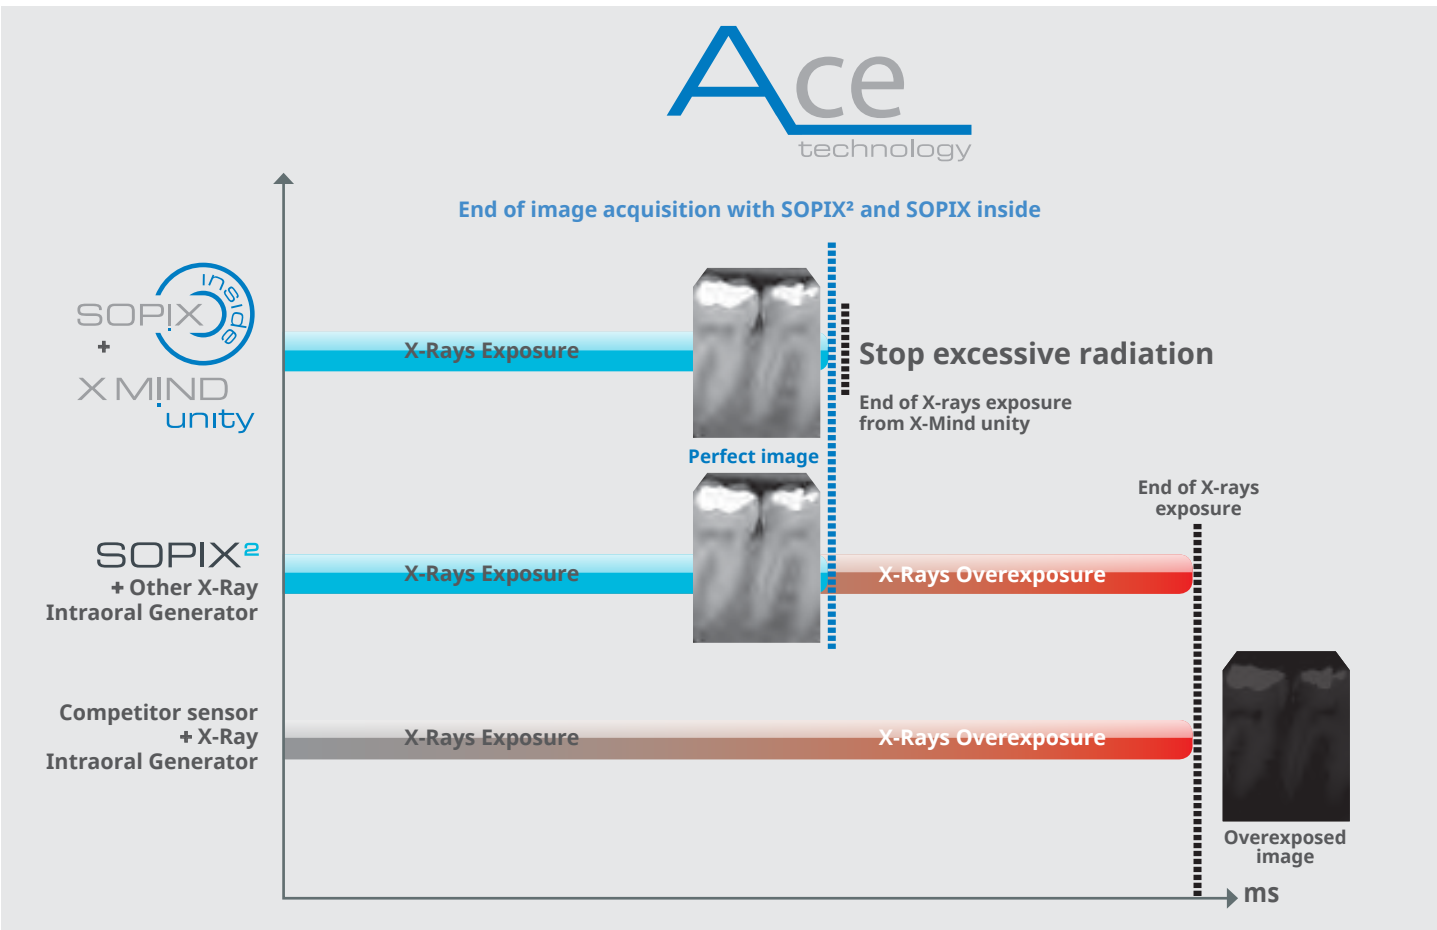 Ace
technology
End of image acquisition with SOPIX² and SOPIX inside
SOPIX inside
+
X MIND
unity
X-Rays Exposure
Stop excessive radiation
End of X-rays exposure
from X-Mind unity
Perfect image
End of X-rays
exposure
SOPIX²
+ Other X-Ray
Intraoral Generator
X-Rays Exposure
X-Rays Overexposure
Competitor sensor
+ X-Ray
Intraoral Generator
X-Rays Exposure
X-Rays Overexposure
Overexposed
image
ms